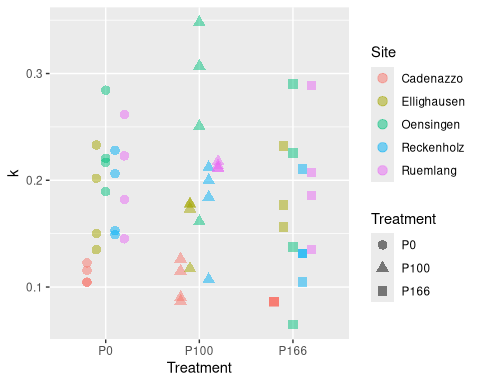 k
0.3
0.2
0.1
P0
P100
P166
Treatment
Site
Cadenazzo
Ellighausen
Oensingen
Reckenholz
Ruemlang
Treatment
P0
P100
P166